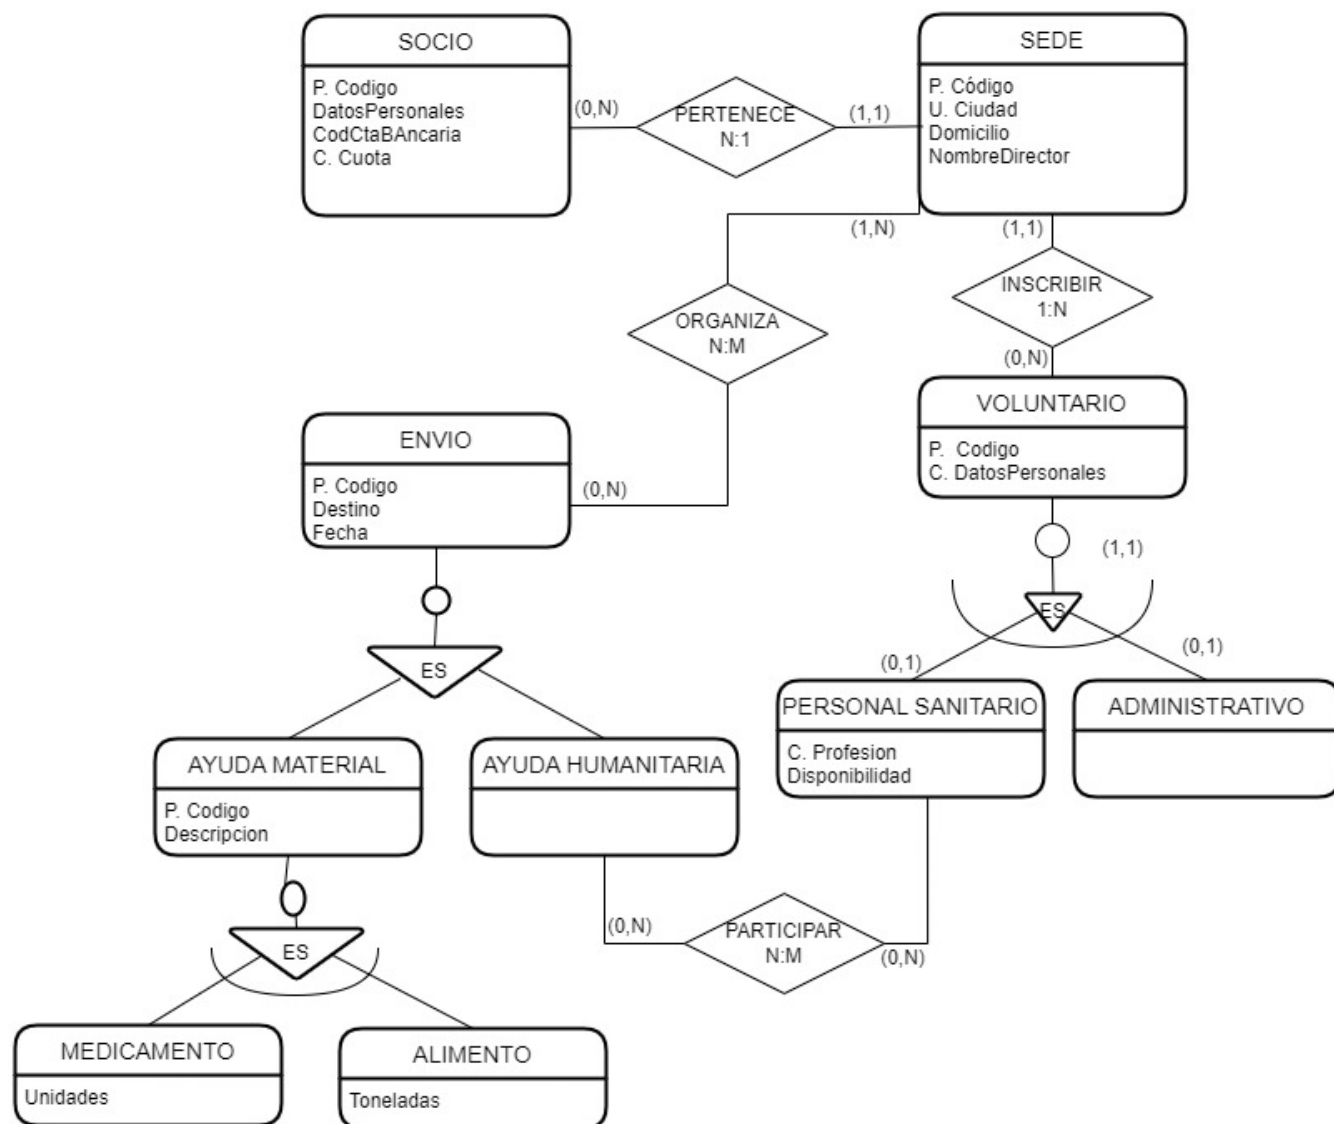 SOCIO
P. Codigo
DatosPersonales
CodCtaBAncaria
C. Cuota
(0,N)
PERTENECE
N:1
(1,1)
SEDE
P. Código
U. Ciudad
Domicilio
NombreDirector
(1,N)
(1,1)
ORGANIZA
N:M
INSCRIBIR
1:N
(0,N)
ENVIO
P. Codigo
Destino
Fecha
(0,N)
VOLUNTARIO
P. Codigo
C. DatosPersonales
(1,1)
ES
(0,1)
(0,1)
ES
AYUDA MATERIAL
P. Codigo
Descripcion
AYUDA HUMANITARIA
PERSONAL SANITARIO
C. Profesion
Disponibilidad
ADMINISTRATIVO
(0,N)
PARTICIPAR
N:M
(0,N)
ES
MEDICAMENTO
Unidades
ALIMENTO
Toneladas